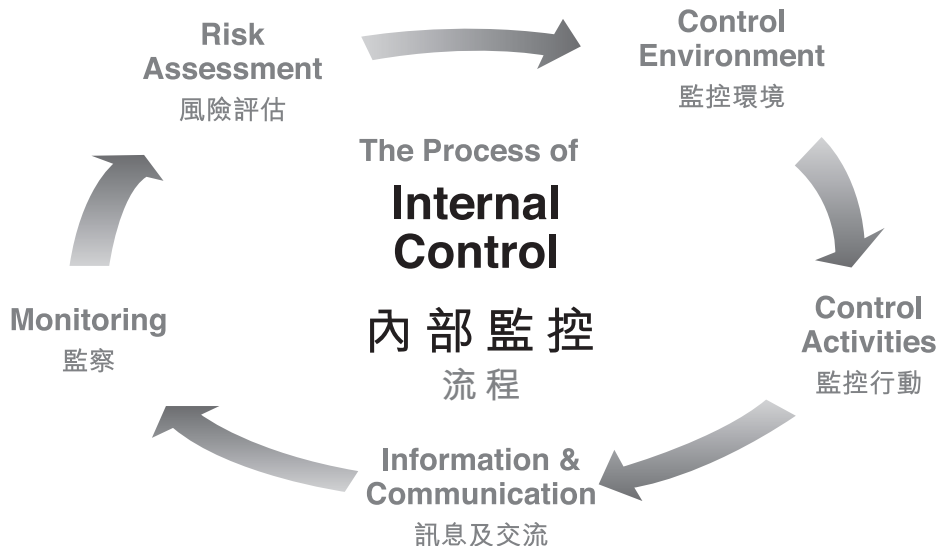 Risk
Assessment
風險評估
Control
Environment
監控環境
The Process of
Internal
Control
內部監控
流程
Monitoring
監察
Control
Activities
監控行動
Information &
Communication
訊息及交流